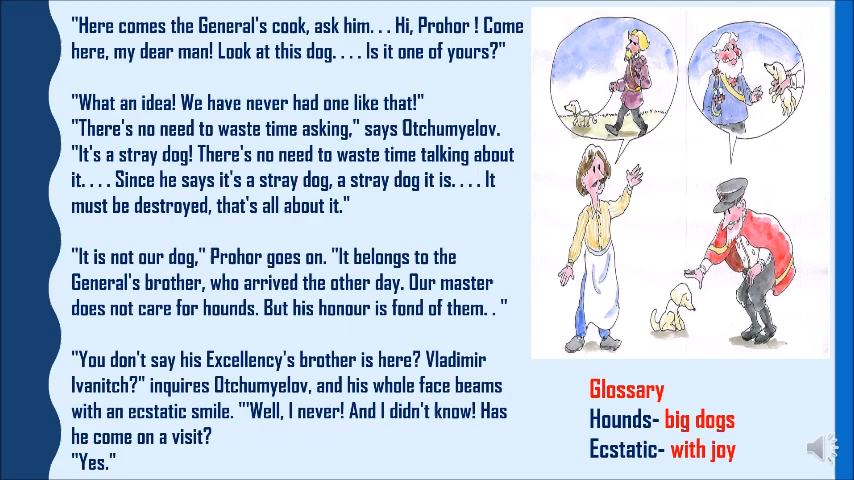 "Here comes the General's cook, ask him. . . Hi, Prohor ! Come
here, my dear man! Look at this dog. . . . Is it one of yours?"
"What an idea! We have never had one like that!"
"There's no need to waste time asking," says Otchumyelov.
"It's a stray dog! There's no need to waste time talking about
it. . . . Since he says it's a stray dog, a stray dog it is. . . . It
must be destroyed, that's all about it."
"It is not our dog," Prohor goes on. "It belongs to the
General's brother, who arrived the other day. Our master
does not care for hounds. But his honour is fond of them. . "
"You don't say his Excellency's brother is here? Vladimir
Ivanitch?" inquires Otchumyelov, and his whole face beams
with an ecstatic smile. "'Well, I never! And I didn't know! Has
he come on a visit?
"Yes."
Glossary
Hounds- big dogs
Ecstatic- with joy